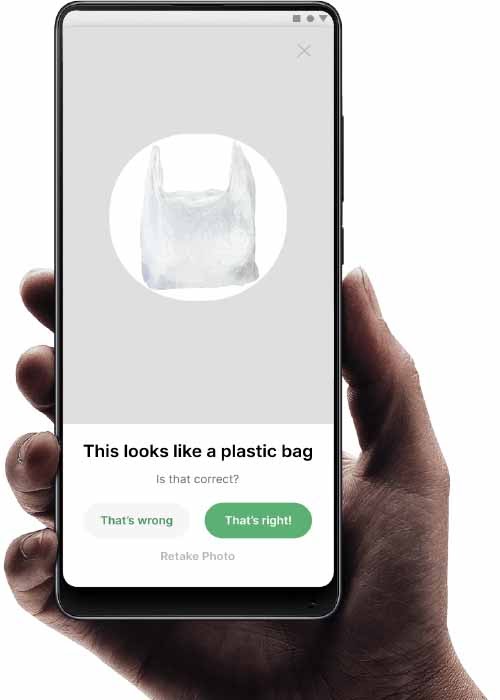 This looks like a plastic bag
Is that correct?
That's wrong
That's right!
Retake Photo